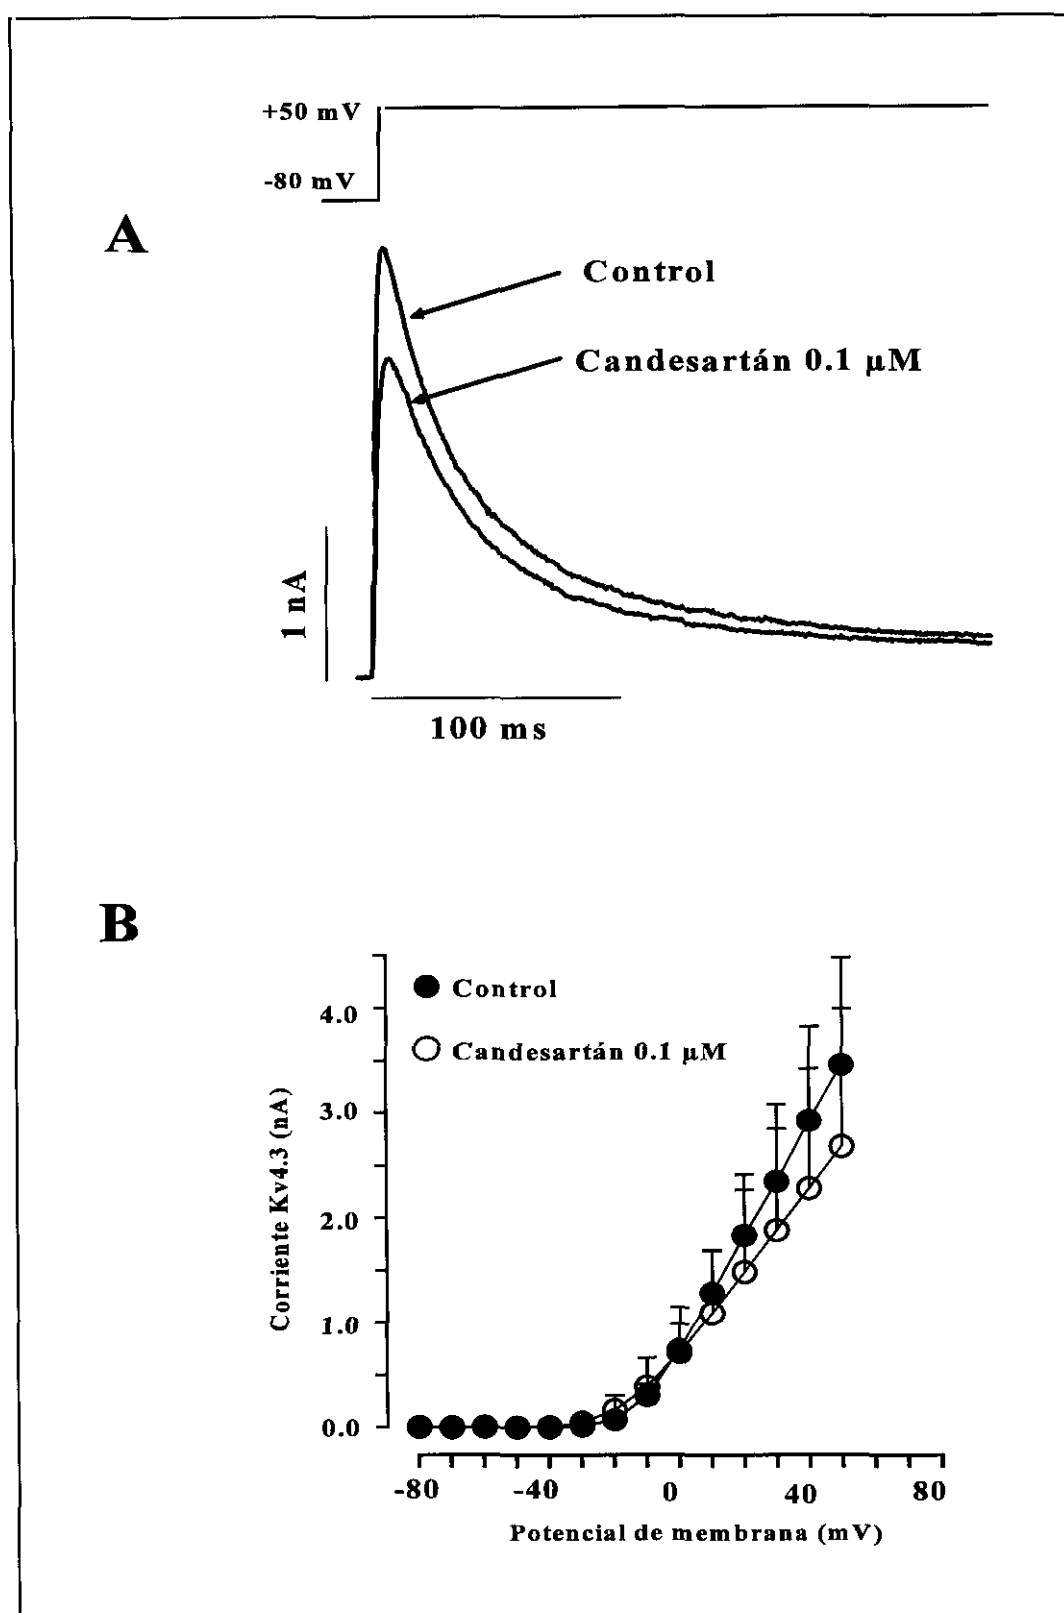 +50 mV
-80 mV
A
Control
Candesartán 0.1 µM
1 nA
100 ms
B
Control
Candesartán 0.1 µM
4.0
3.0
2.0
1.0
0.0
Corriente Kv4.3 (nA)
-80 -40 0 40 80
Potencial de membrana (mV)